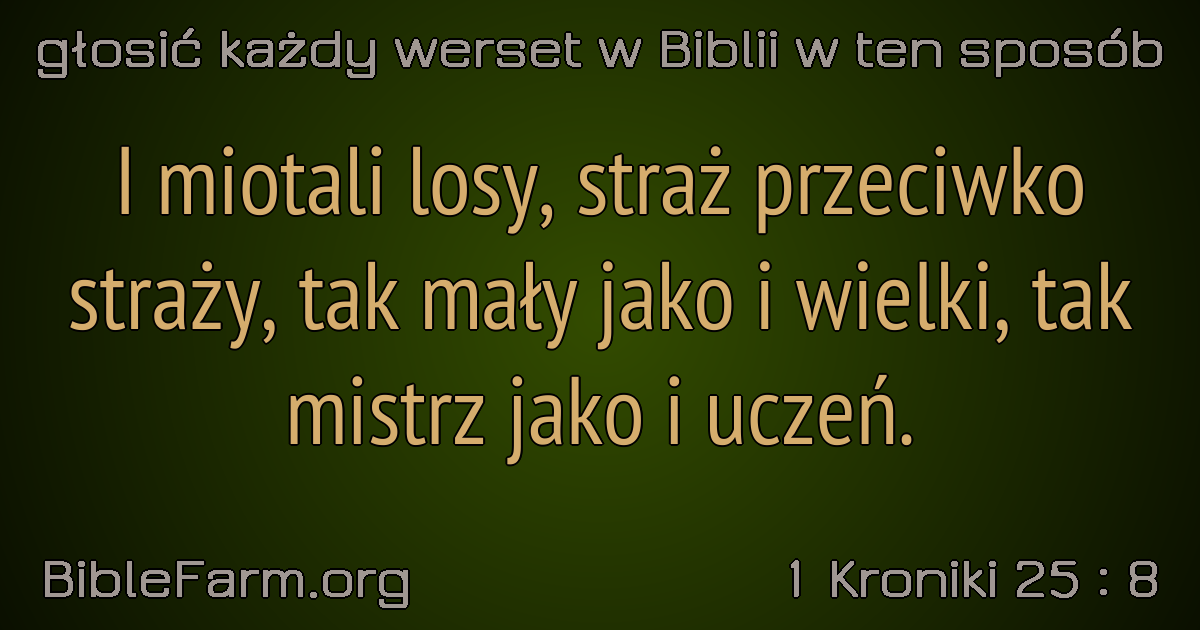 głosić każdy werset w Biblii w ten sposób
I miotali losy, straż przeciwko
straży, tak mały jako i wielki, tak
mistrz jako i uczeń.
BibleFarm.org
1 Kroniki 25 : 8